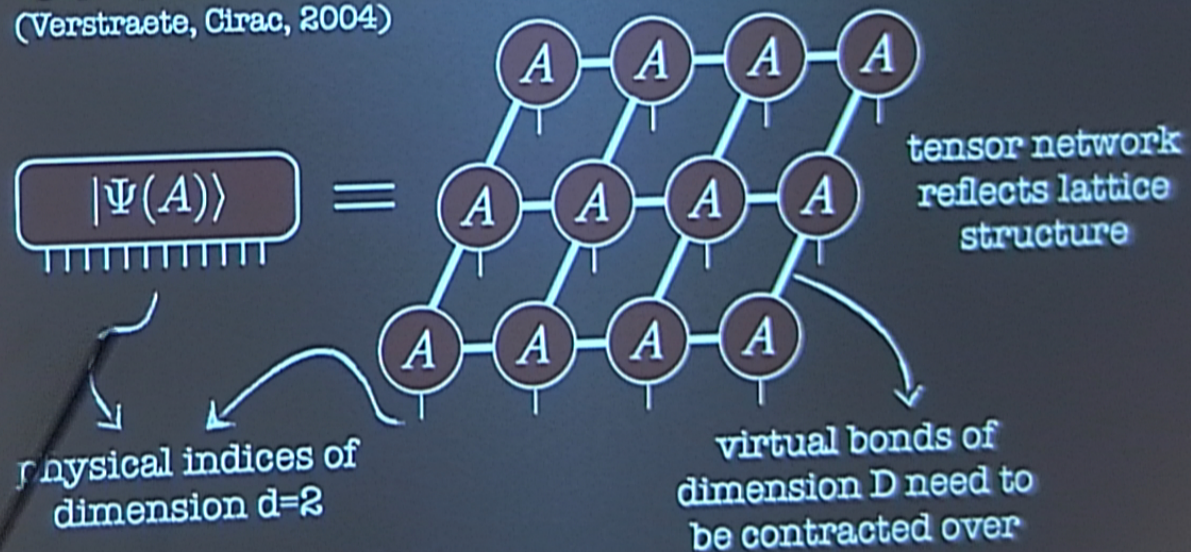 (Verstraete, Cirac, 2004)
A A A A
|Ψ(A)⟩ ≡ A A A A
A A A A
tensor network
reflects lattice
structure
physical indices of
dimension d=2
virtual bonds of
dimension D need to
be contracted over